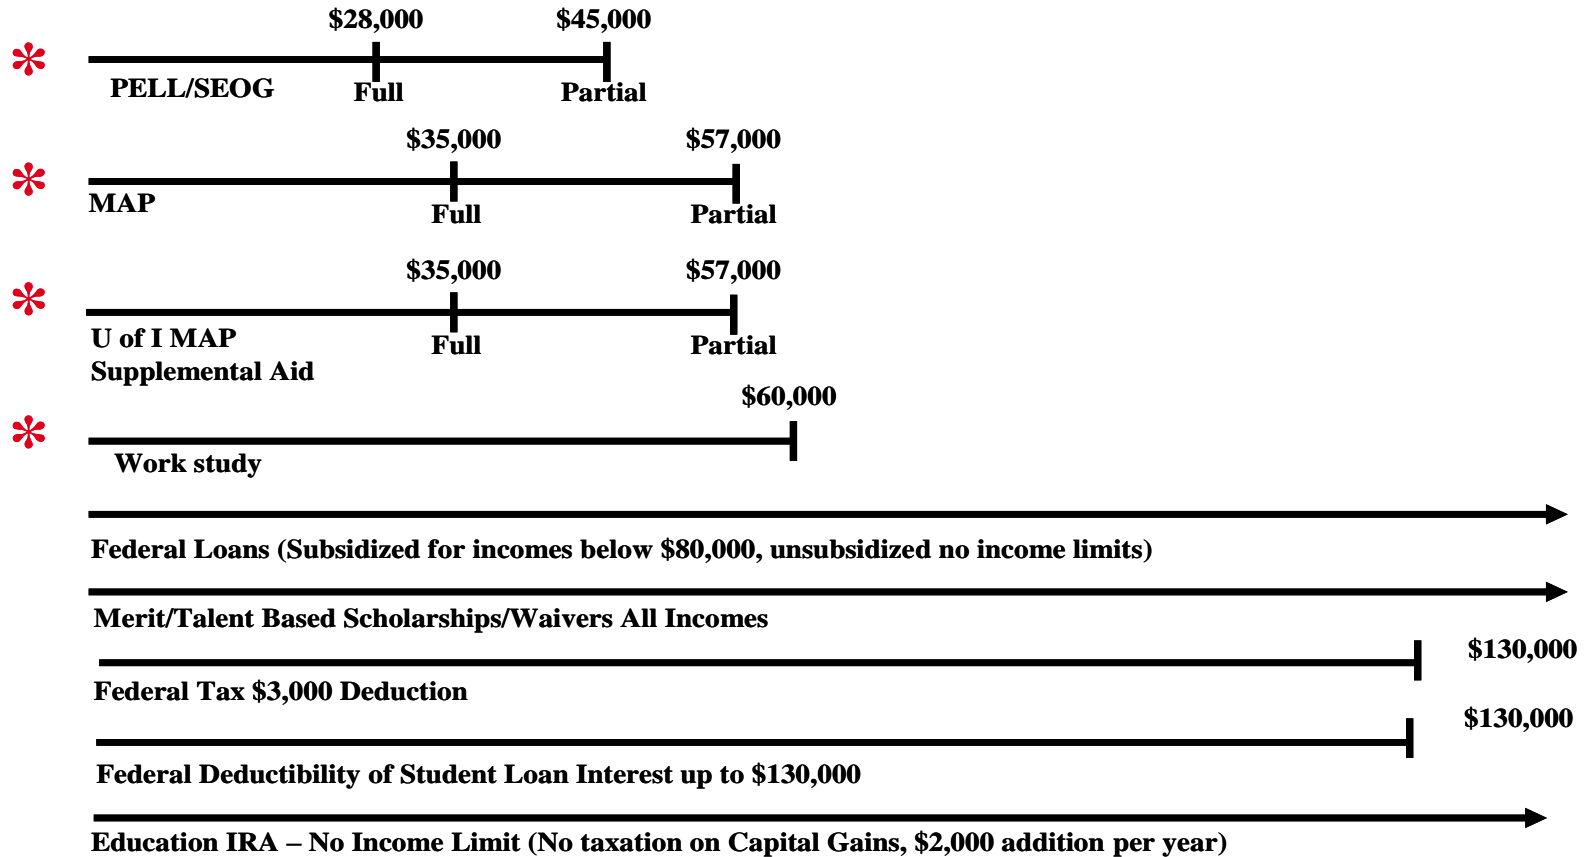 $28,000 $45,000
PELL/SEOG Full Partial
$35,000 $57,000
MAP
Full Partial
$35,000 $57,000
U of I MAP Full Partial
Supplemental Aid
$60,000
Work study
Federal Loans (Subsidized for incomes below $80,000, unsubsidized no income limits)
Merit/Talent Based Scholarships/Waivers All Incomes
$130,000
Federal Tax $3,000 Deduction
$130,000
Federal Deductibility of Student Loan Interest up to $130,000
Education IRA – No Income Limit (No taxation on Capital Gains, $2,000 addition per year)